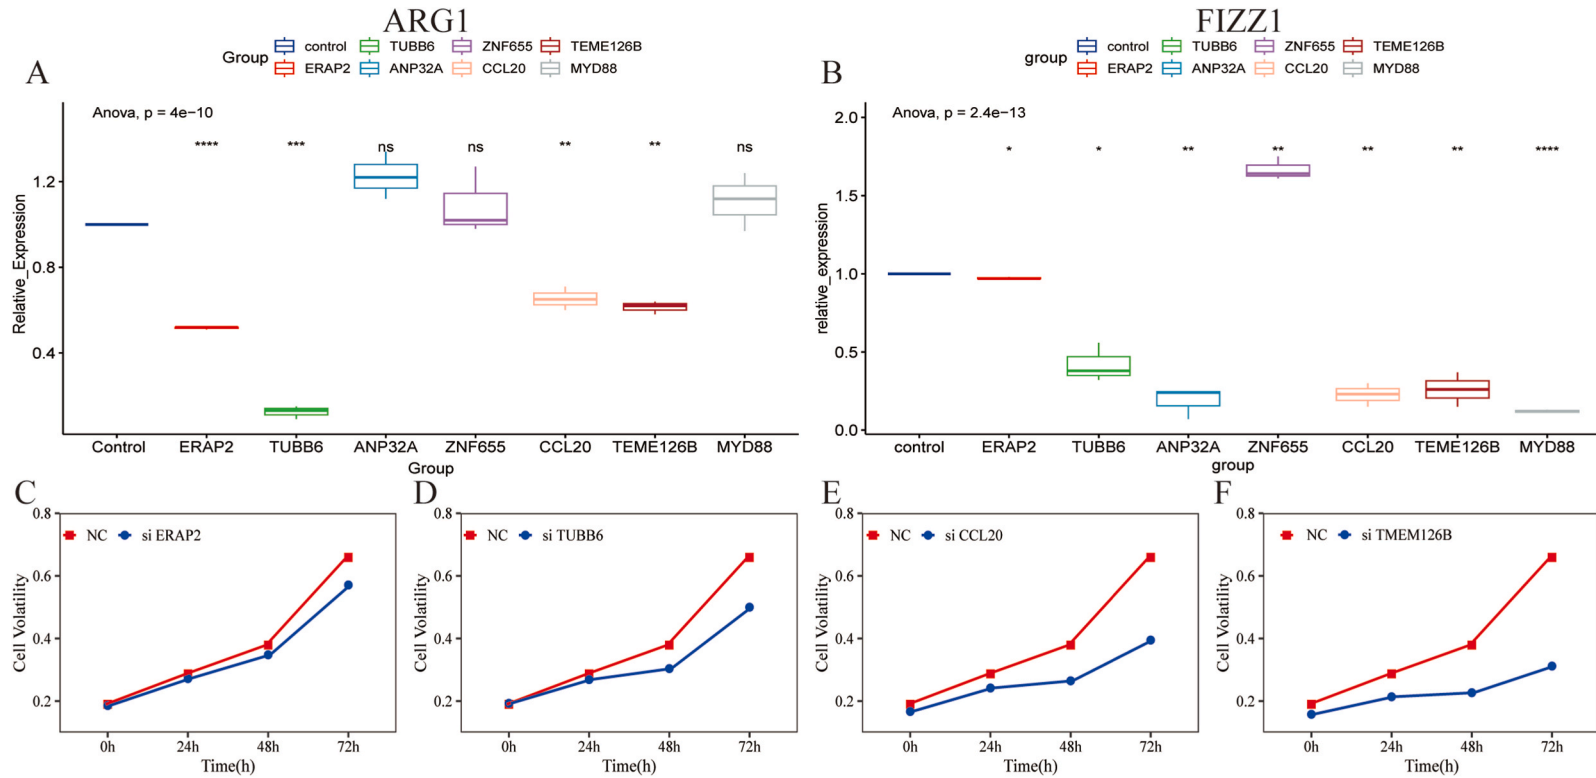 ARG1
Group control TUBB6 ZNF655 TEME126B
ERAP2 ANP32A CCL20 MYD88
A
Anova, p = 4e−10
**** *** ns ns ** ** ns
Relative_Expression
1.2
0.8
0.4
Control ERAP2 TUBB6 ANP32A ZNF655 CCL20 TEME126B MYD88
Group
FIZZ1
group control TUBB6 ZNF655 TEME126B
ERAP2 ANP32A CCL20 MYD88
B
Anova, p = 2.4e−13
* * ** ** ** ** ****
relative_expression
2.0
1.5
1.0
0.5
0.0
control ERAP2 TUBB6 ANP32A ZNF655 CCL20 TEME126B MYD88
group
C
NC si ERAP2
Cell Volatility
0.8
0.6
0.4
0.2
0h 24h 48h 72h
Time(h)
D
NC si TUBB6
Cell Volatility
0.8
0.6
0.4
0.2
0h 24h 48h 72h
Time(h)
E
NC si CCL20
Cell Volatility
0.8
0.6
0.4
0.2
0h 24h 48h 72h
Time(h)
F
NC si TMEM126B
Cell Volatility
0.8
0.6
0.4
0.2
0h 24h 48h 72h
Time(h)